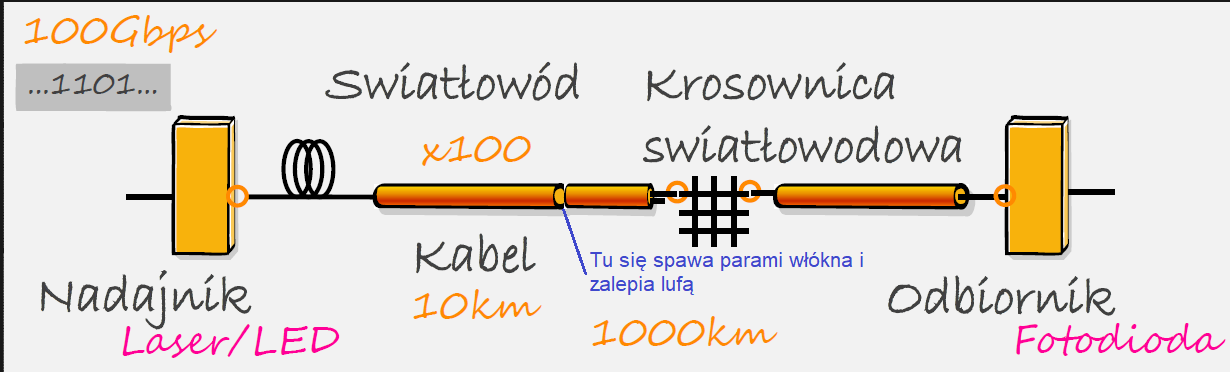 100Gbps
...1101...
Swiatłowód
Krosownica
swiatłowodowa
x100
Kabel
10km
Tu się spawa parami włókna i
zalepia lufą
1000km
Nadajnik
Laser/LED
Odbiornik
Fotodioda